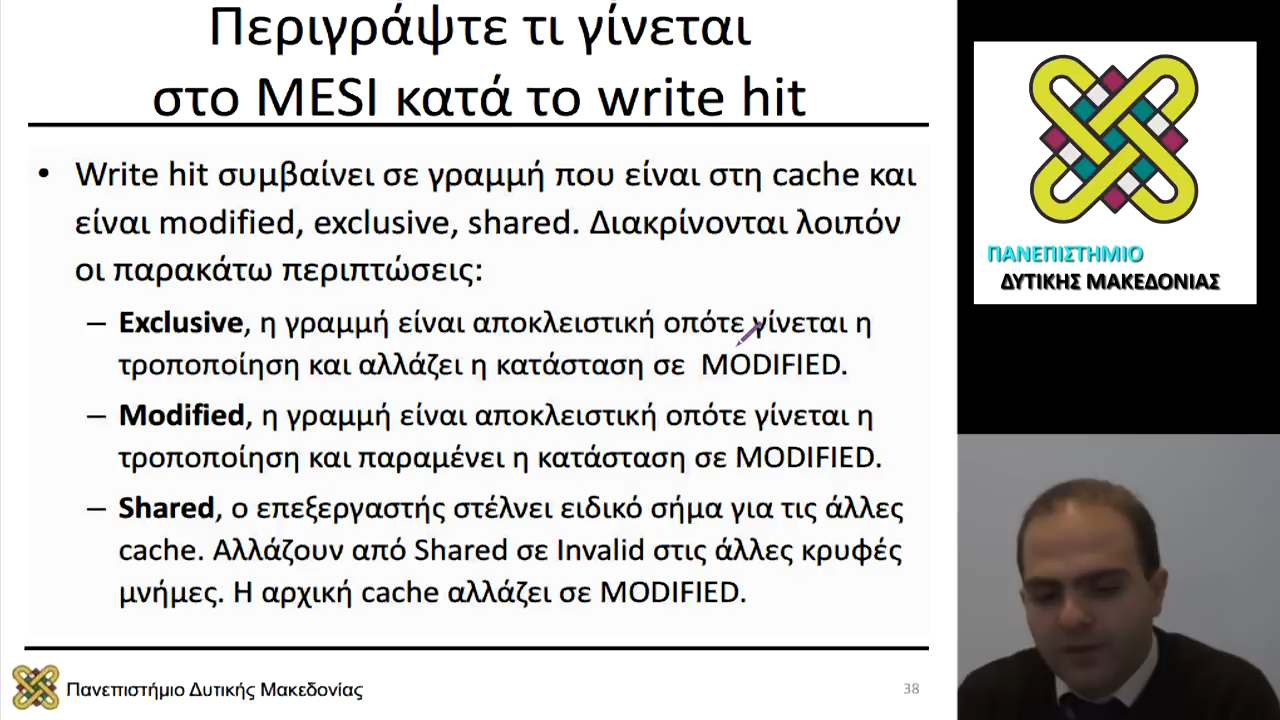 Περιγράψτε τι γίνεται
στο MESI κατά το write hit
• Write hit συμβαίνει σε γραμμή που είναι στη cache και
είναι modified, exclusive, shared. Διακρίνονται λοιπόν
οι παρακάτω περιπτώσεις:
– Exclusive, η γραμμή είναι αποκλειστική οπότε γίνεται η
τροποποίηση και αλλάζει η κατάσταση σε MODIFIED.
– Modified, η γραμμή είναι αποκλειστική οπότε γίνεται η
τροποποίηση και παραμένει η κατάσταση σε MODIFIED.
– Shared, ο επεξεργαστής στέλνει ειδικό σήμα για τις άλλες
cache. Αλλάζουν από Shared σε Invalid στις άλλες κρυφές
μνήμες. Η αρχική cache αλλάζει σε MODIFIED.
Πανεπιστήμιο Δυτικής Μακεδονίας
38
ΠΑΝΕΠΙΣΤΗΜΙΟ
ΔΥΤΙΚΗΣ ΜΑΚΕΔΟΝΙΑΣ